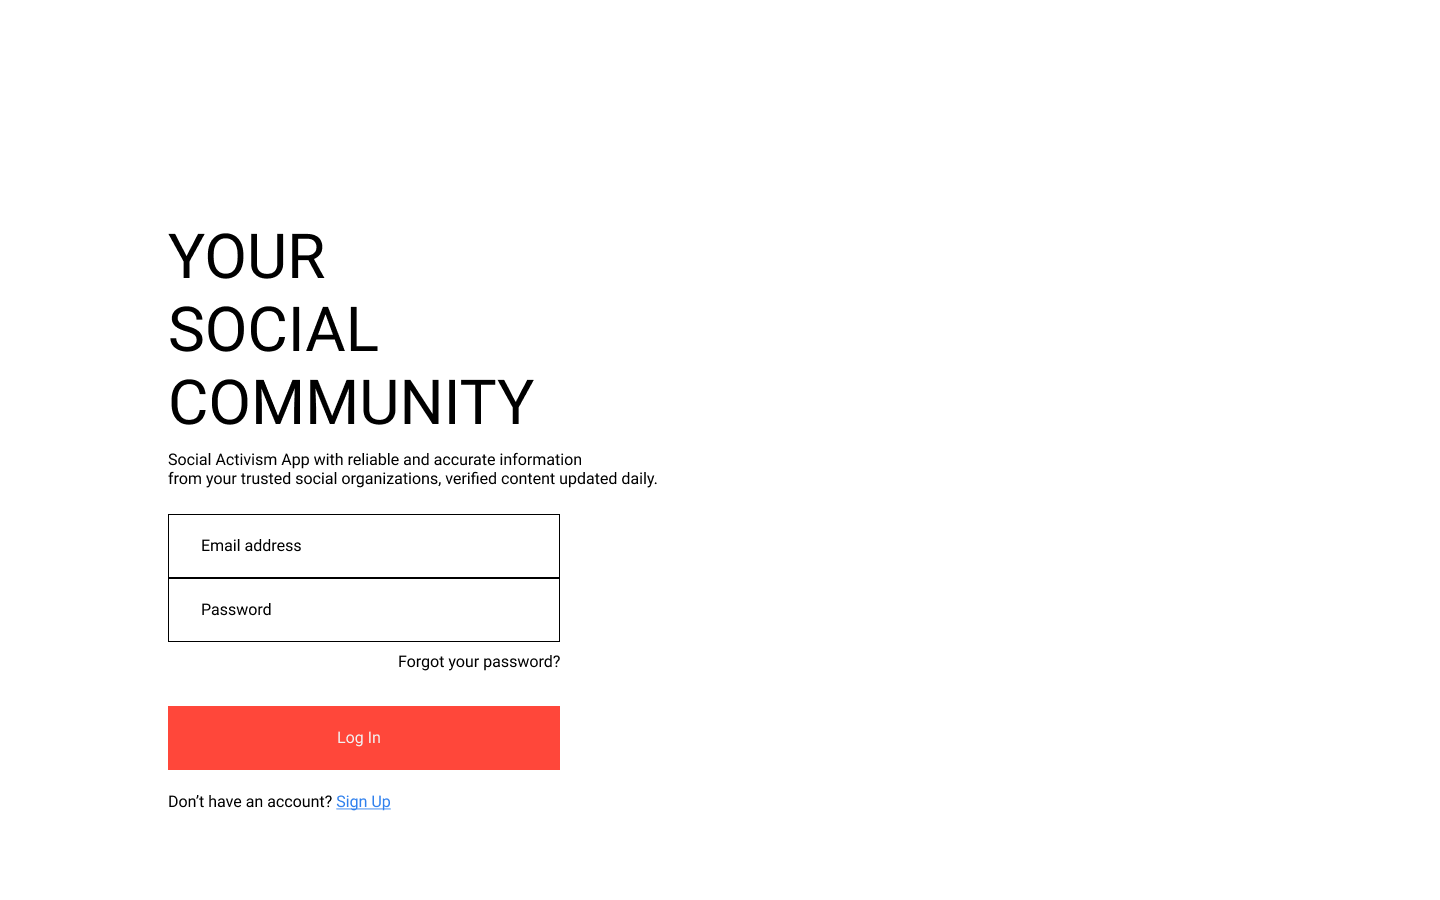 YOUR
SOCIAL
COMMUNITY
Social Activism App with reliable and accurate information
from your trusted social organizations, verified content updated daily.
Email address
Password
Forgot your password?
Log In
Don’t have an account? Sign Up